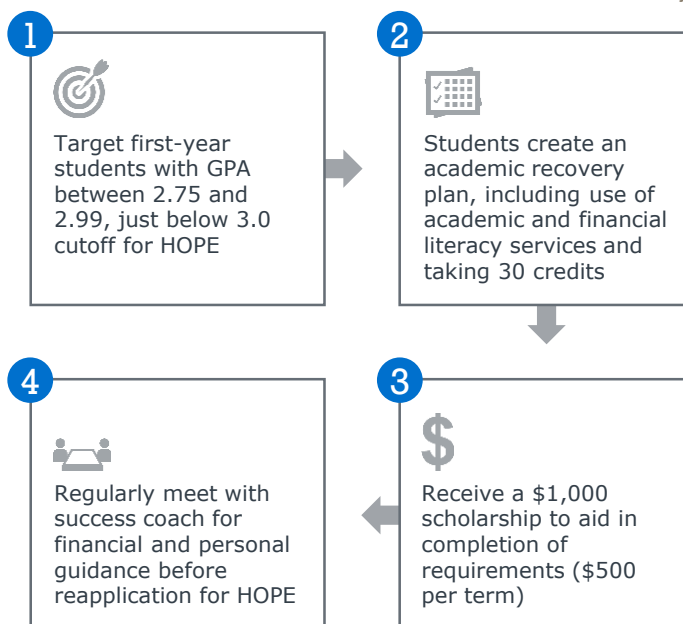 1
Target first-year
students with GPA
between 2.75 and
2.99, just below 3.0
cutoff for HOPE
2
Students create an
academic recovery
plan, including use of
academic and financial
literacy services and
taking 30 credits
3
$
Receive a $1,000
scholarship to aid in
completion of
requirements ($500
per term)
4
Regularly meet with
success coach for
financial and personal
guidance before
reapplication for HOPE